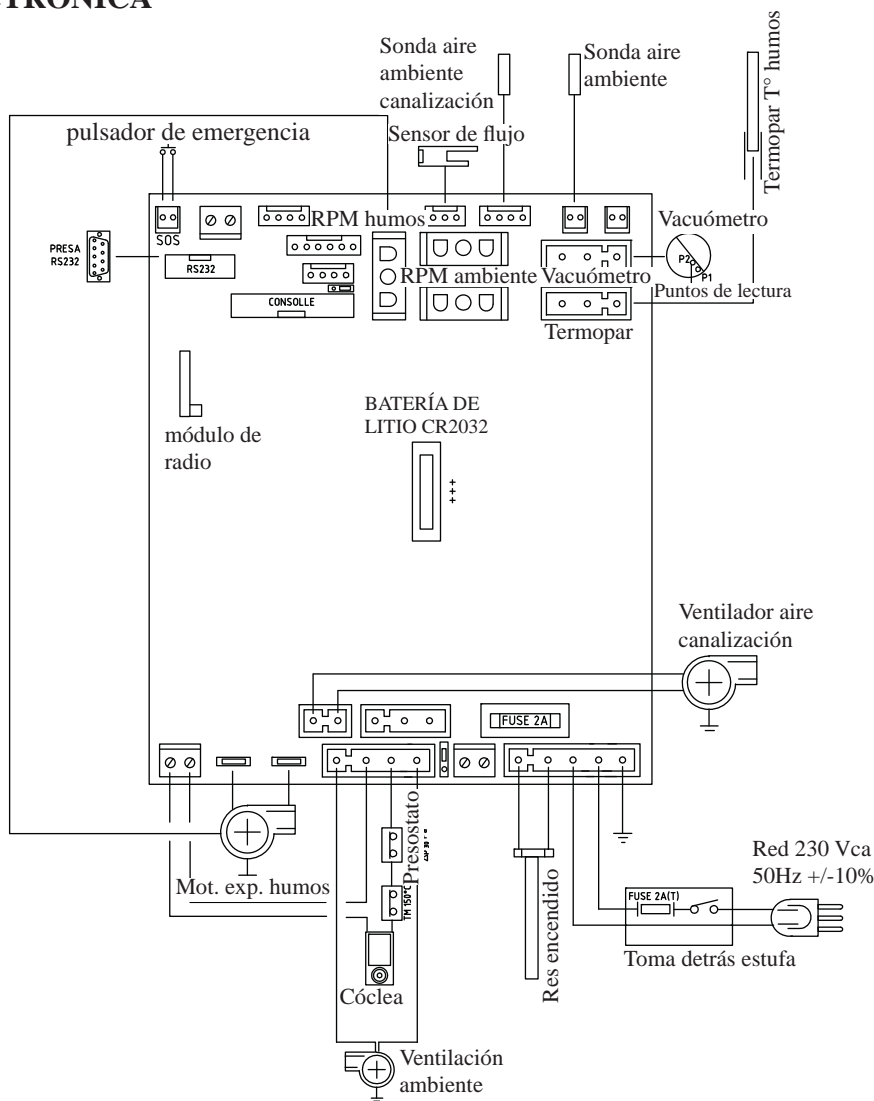 Sonda aire
ambiente
canalización
Sonda aire
ambiente
Termopar T° humos
pulsador de emergencia
Sensor de flujo
SOS
RPM humos
Vacuómetro
PRESA
RS232
RS232
P2
P1
RPM ambiente
Vacuómetro
Puntos de lectura
CONSOLLE
Termopar
módulo de
radio
BATERÍA DE
LITIO CR2032
+++
Ventilador aire
canalización
FUSE 2A
Presostato
Mot. exp. humos
TM 150°C
Res encendido
Red 230 Vca
50Hz +/-10%
FUSE 2A(T)
Toma detrás estufa
Cóclea
Ventilación
ambiente